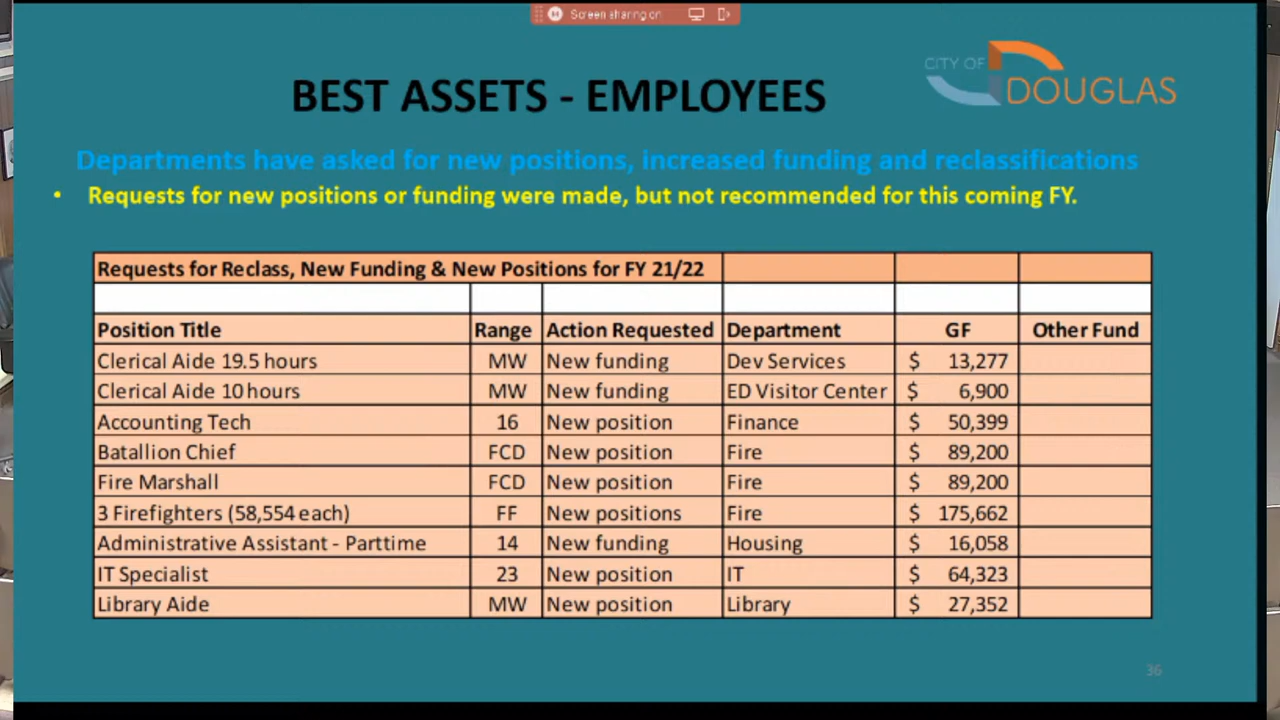 Screen sharing on
CITY OF
DOUGLAS
BEST ASSETS - EMPLOYEES
Departments have asked for new positions, increased funding and reclassifications
• Requests for new positions or funding were made, but not recommended for this coming FY.
Requests for Reclass, New Funding & New Positions for FY 21/22
Position Title Range Action Requested Department GF Other Fund
Clerical Aide 19.5 hours MW New funding Dev Services $ 13,277
Clerical Aide 10 hours MW New funding ED Visitor Center $ 6,900
Accounting Tech 16 New position Finance $ 50,399
Batallion Chief FCD New position Fire $ 89,200
Fire Marshall FCD New position Fire $ 89,200
3 Firefighters (58,554 each) FF New positions Fire $ 175,662
Administrative Assistant - Parttime 14 New funding Housing $ 16,058
IT Specialist 23 New position IT $ 64,323
Library Aide MW New position Library $ 27,352
36